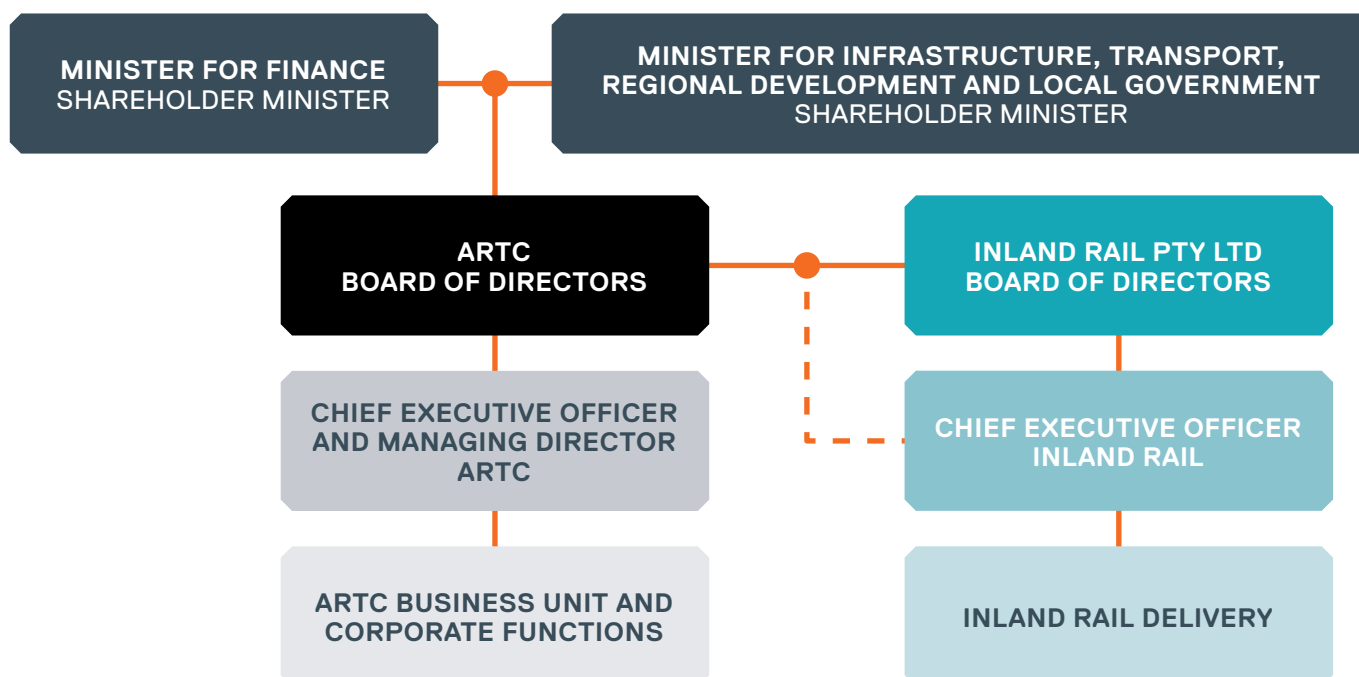 MINISTER FOR FINANCE
SHAREHOLDER MINISTER
MINISTER FOR INFRASTRUCTURE, TRANSPORT,
REGIONAL DEVELOPMENT AND LOCAL GOVERNMENT
SHAREHOLDER MINISTER
ARTC
BOARD OF DIRECTORS
INLAND RAIL PTY LTD
BOARD OF DIRECTORS
CHIEF EXECUTIVE OFFICER
AND MANAGING DIRECTOR
ARTC
CHIEF EXECUTIVE OFFICER
INLAND RAIL
ARTC BUSINESS UNIT AND
CORPORATE FUNCTIONS
INLAND RAIL DELIVERY